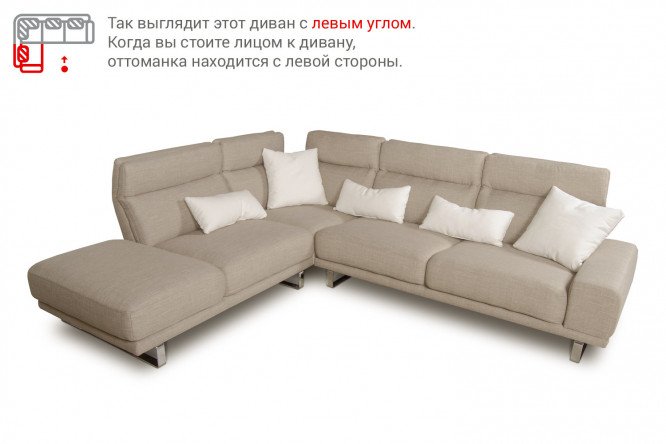 Так выглядит этот диван с левым углом.
Когда вы стоите лицом к дивану,
оттоманка находится с левой стороны.